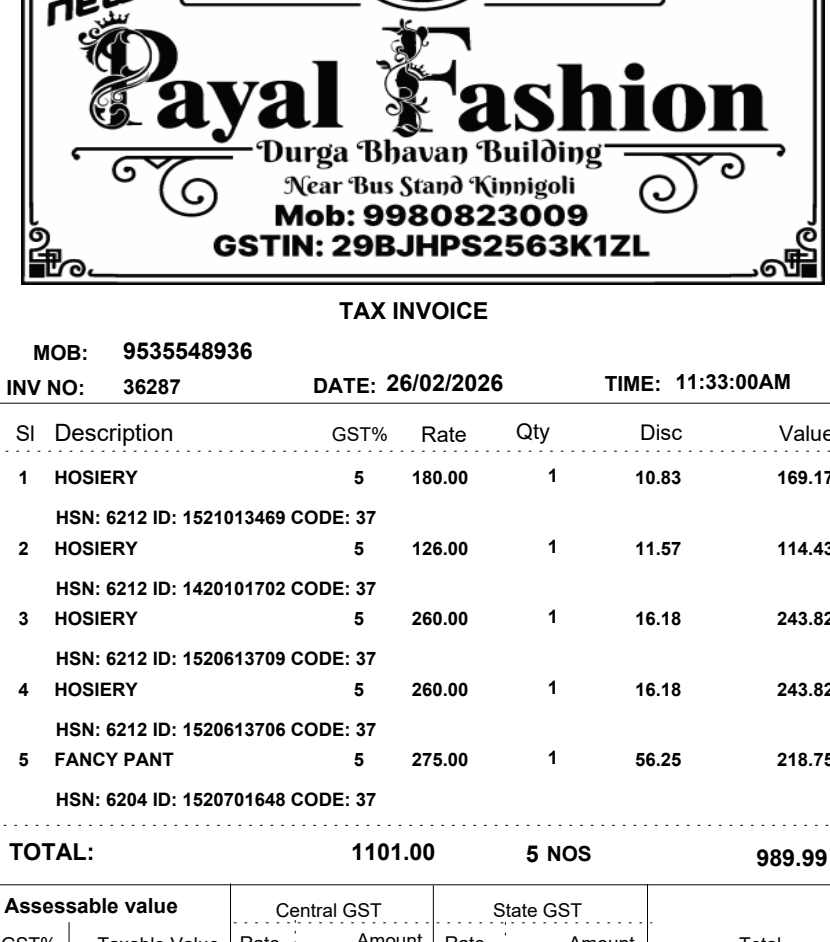 new
Payal Fashion
Durga Bhavan Building
Near Bus Stand Kinnigoli
Mob: 9980823009
GSTIN: 29BJHPS2563K1ZL
TAX INVOICE
MOB: 9535548936
INV NO: 36287 DATE: 26/02/2026 TIME: 11:33:00AM
Sl Description GST% Rate Qty Disc Value
1 HOSIERY 5 180.00 1 10.83 169.17
HSN: 6212 ID: 1521013469 CODE: 37
2 HOSIERY 5 126.00 1 11.57 114.43
HSN: 6212 ID: 1420101702 CODE: 37
3 HOSIERY 5 260.00 1 16.18 243.82
HSN: 6212 ID: 1520613709 CODE: 37
4 HOSIERY 5 260.00 1 16.18 243.82
HSN: 6212 ID: 1520613706 CODE: 37
5 FANCY PANT 5 275.00 1 56.25 218.75
HSN: 6204 ID: 1520701648 CODE: 37
TOTAL: 1101.00 5 NOS 989.99
Assessable value Central GST State GST
GST% Taxable Value Rate Amount Rate Amount Total